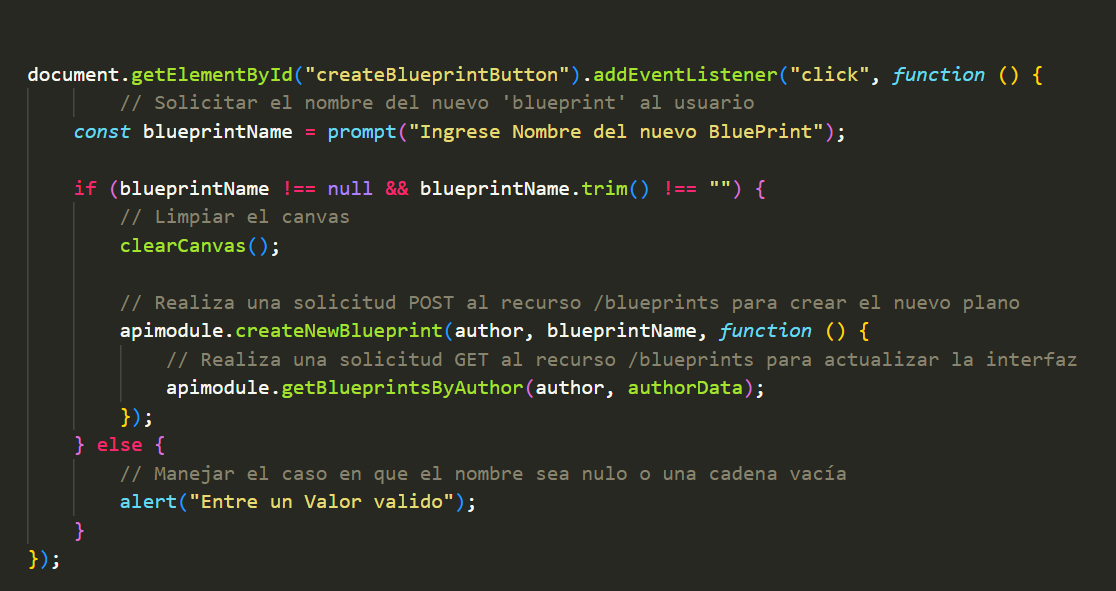 document.getElementById("createBlueprintButton").addEventListener("click", function () {
// Solicitar el nombre del nuevo 'blueprint' al usuario
const blueprintName = prompt("Ingrese Nombre del nuevo BluePrint");
if (blueprintName !== null && blueprintName.trim() !== "") {
// Limpiar el canvas
clearCanvas();
// Realiza una solicitud POST al recurso /blueprints para crear el nuevo plano
apimodule.createNewBlueprint(author, blueprintName, function () {
// Realiza una solicitud GET al recurso /blueprints para actualizar la interfaz
apimodule.getBlueprintsByAuthor(author, authorData);
});
} else {
// Manejar el caso en que el nombre sea nulo o una cadena vacía
alert("Entre un Valor valido");
}
});